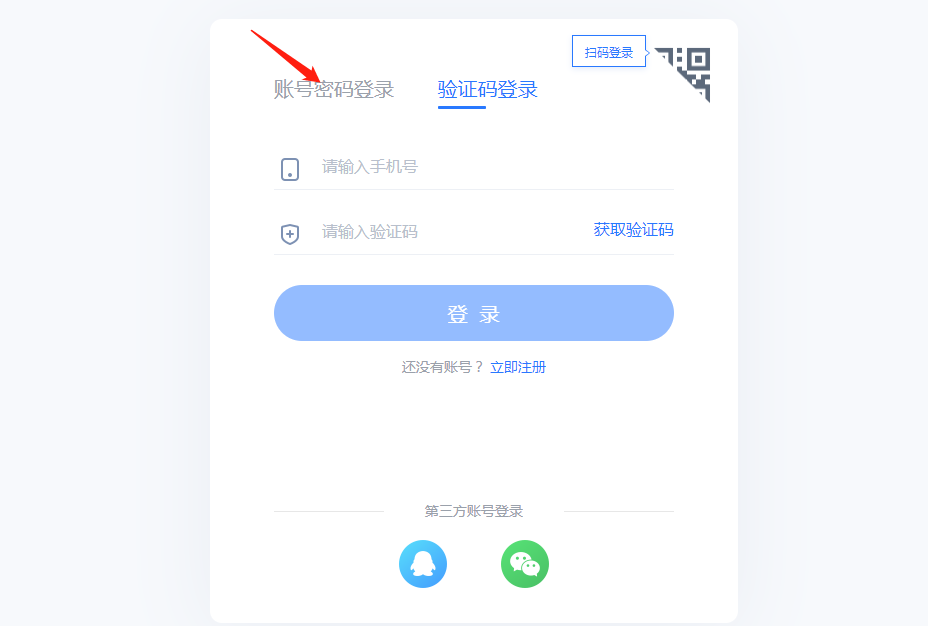 扫码登录
账号密码登录 验证码登录
请输入手机号
请输入验证码 获取验证码
登 录
还没有账号？ 立即注册
第三方账号登录